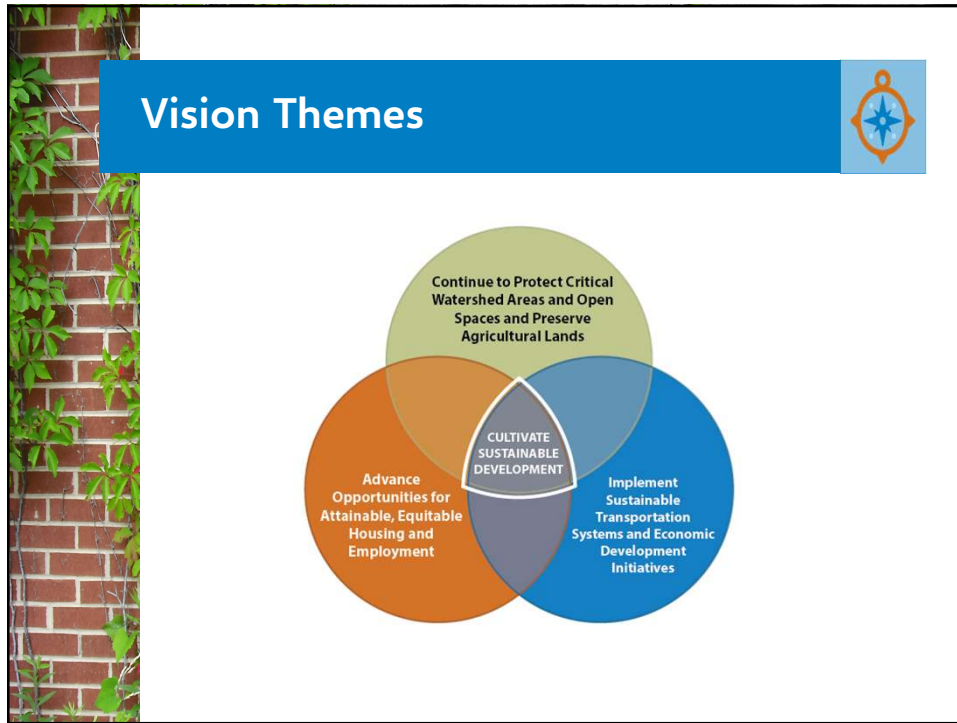 Vision Themes
Continue to Protect Critical
Watershed Areas and Open
Spaces and Preserve
Agricultural Lands
CULTIVATE
SUSTAINABLE
DEVELOPMENT
Advance
Opportunities for
Attainable, Equitable
Housing and
Employment
Implement
Sustainable
Transportation
Systems and Economic
Development
Initiatives